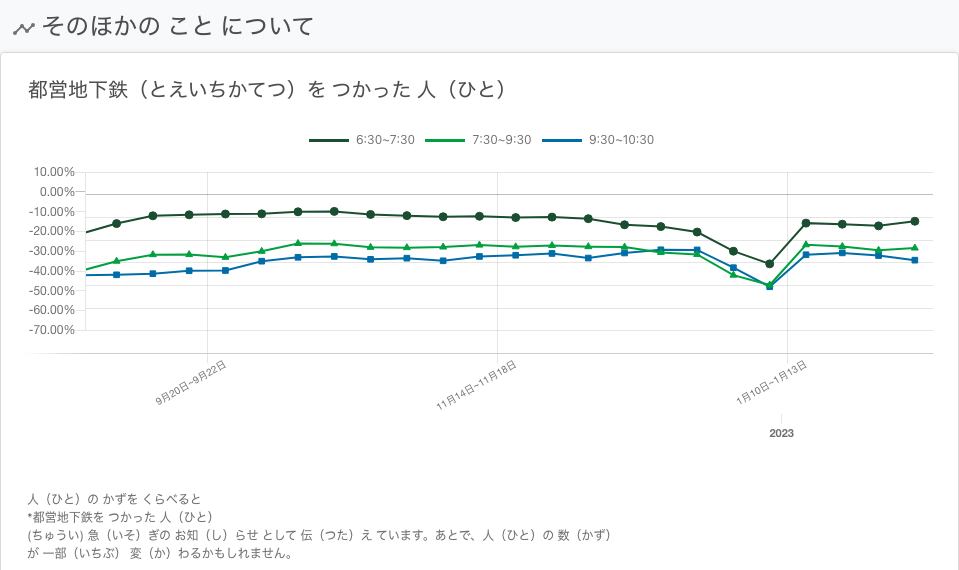 そのほかの こと について
都営地下鉄（とえいちかてつ）を つかった 人（ひと）
6:30~7:30 7:30~9:30 9:30~10:30
10.00%
0.00%
-10.00%
-20.00%
-30.00%
-40.00%
-50.00%
-60.00%
-70.00%
9月20日~9月22日 11月14日~11月18日 1月10日~1月13日
2023
人（ひと）の かずを くらべると
*都営地下鉄を つかった 人（ひと）
(ちゅうい) 急（いそ）ぎの お知（し）らせ として 伝（つた）え ています。あとで、人（ひと）の 数（かず）
が 一部（いちぶ） 変（か）わるかもしれません。